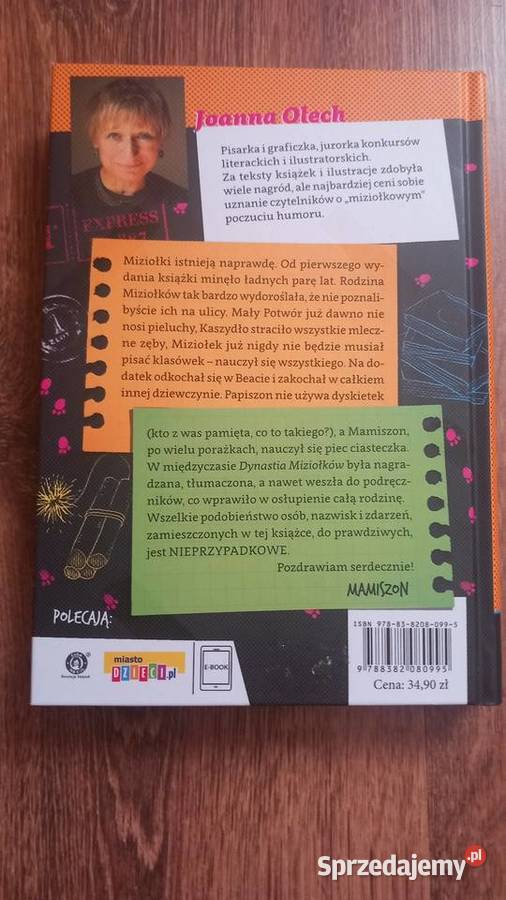 Joanna Olech
Pisarka i graficzka, jurorka konkursów
literackich i ilustratorskich.
Za teksty książek i ilustracje zdobyła
wiele nagród, ale najbardziej ceni sobie
uznanie czytelników o „miziołkowym”
poczuciu humoru.
EXPRESS
Miziołki istnieją naprawdę. Od pierwszego wy-
dania książki minęło ładnych parę lat. Rodzina
Miziołków tak bardzo wydoroślała, że nie poznali-
byście ich na ulicy. Mały Potwór już dawno nie
nosi pieluchy, Kaszydło straciło wszystkie mlecz-
ne zęby, Miziołek już nigdy nie będzie musiał
pisać klasówek – nauczył się wszystkiego. Na do-
datek odkochał się w Beacie i zakochał w całkiem
innej dziewczynie. Papiszon nie używa dyskietek
(kto z was pamięta, co to takiego?), a Mamiszon,
po wielu porażkach, nauczył się piec ciasteczka.
W międzyczasie Dynastia Miziołków była nagra-
dzana, tłumaczona, a nawet weszła do podręcz-
ników, co wprawiło w osłupienie całą rodzinę.
Wszelkie podobieństwo osób, nazwisk i zdarzeń,
zamieszczonych w tej książce, do prawdziwych,
jest NIEPRZYPADKOWE.
Pozdrawiam serdecznie!
MAMISZON
POLECAJĄ:
miasto
DZIECI.pl
E-BOOK
ISBN 978-83-8208-099-5
9 788382 080995
Cena: 34,90 zł
Sprzedajemy.pl